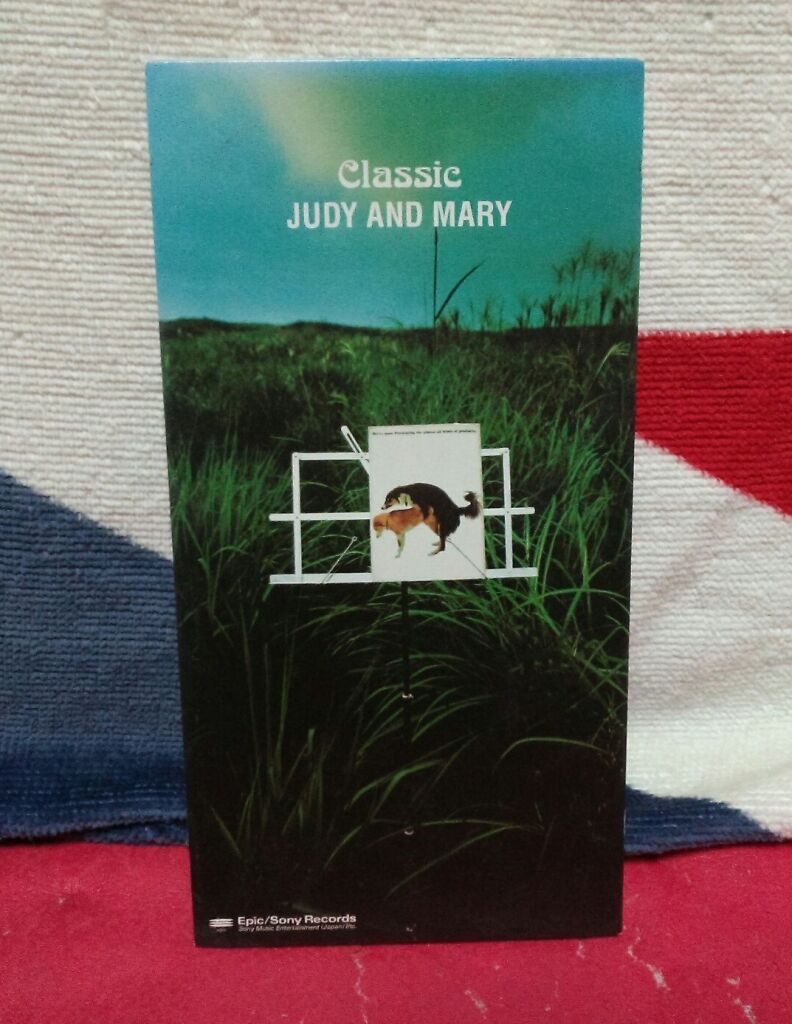 Classic
JUDY AND MARY
Epic/Sony Records
Sony Music Entertainment (Japan) Inc.